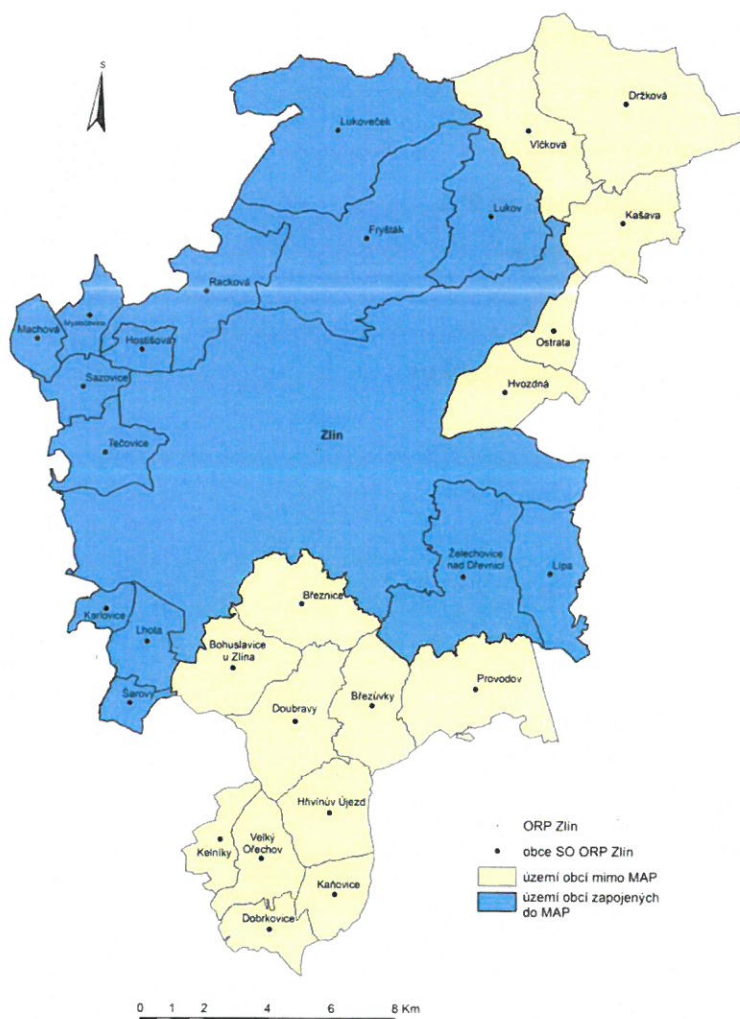 S
Držková
Lukoveček
Vlčková
Lukov
Kašava
Fryšták
Racková
Machová
Hostišová
Ostrata
Sazovice
Hvozdná
Zlín
Tečovice
Želechovice
nad Dřevnicí
Lípa
Březnice
Karlovice
Lhota
Bohuslavice
u Zlína
Provodov
Šarovy
Březůvky
Doubravy
Hřivínův Újezd
ORP Zlín
Velký
Ořechov
Kelníky
obce SO ORP Zlín
území obcí mimo MAP
Kaňovice
území obcí zapojených
do MAP
Dobrkovice
0 1 2 4 6 8 Km